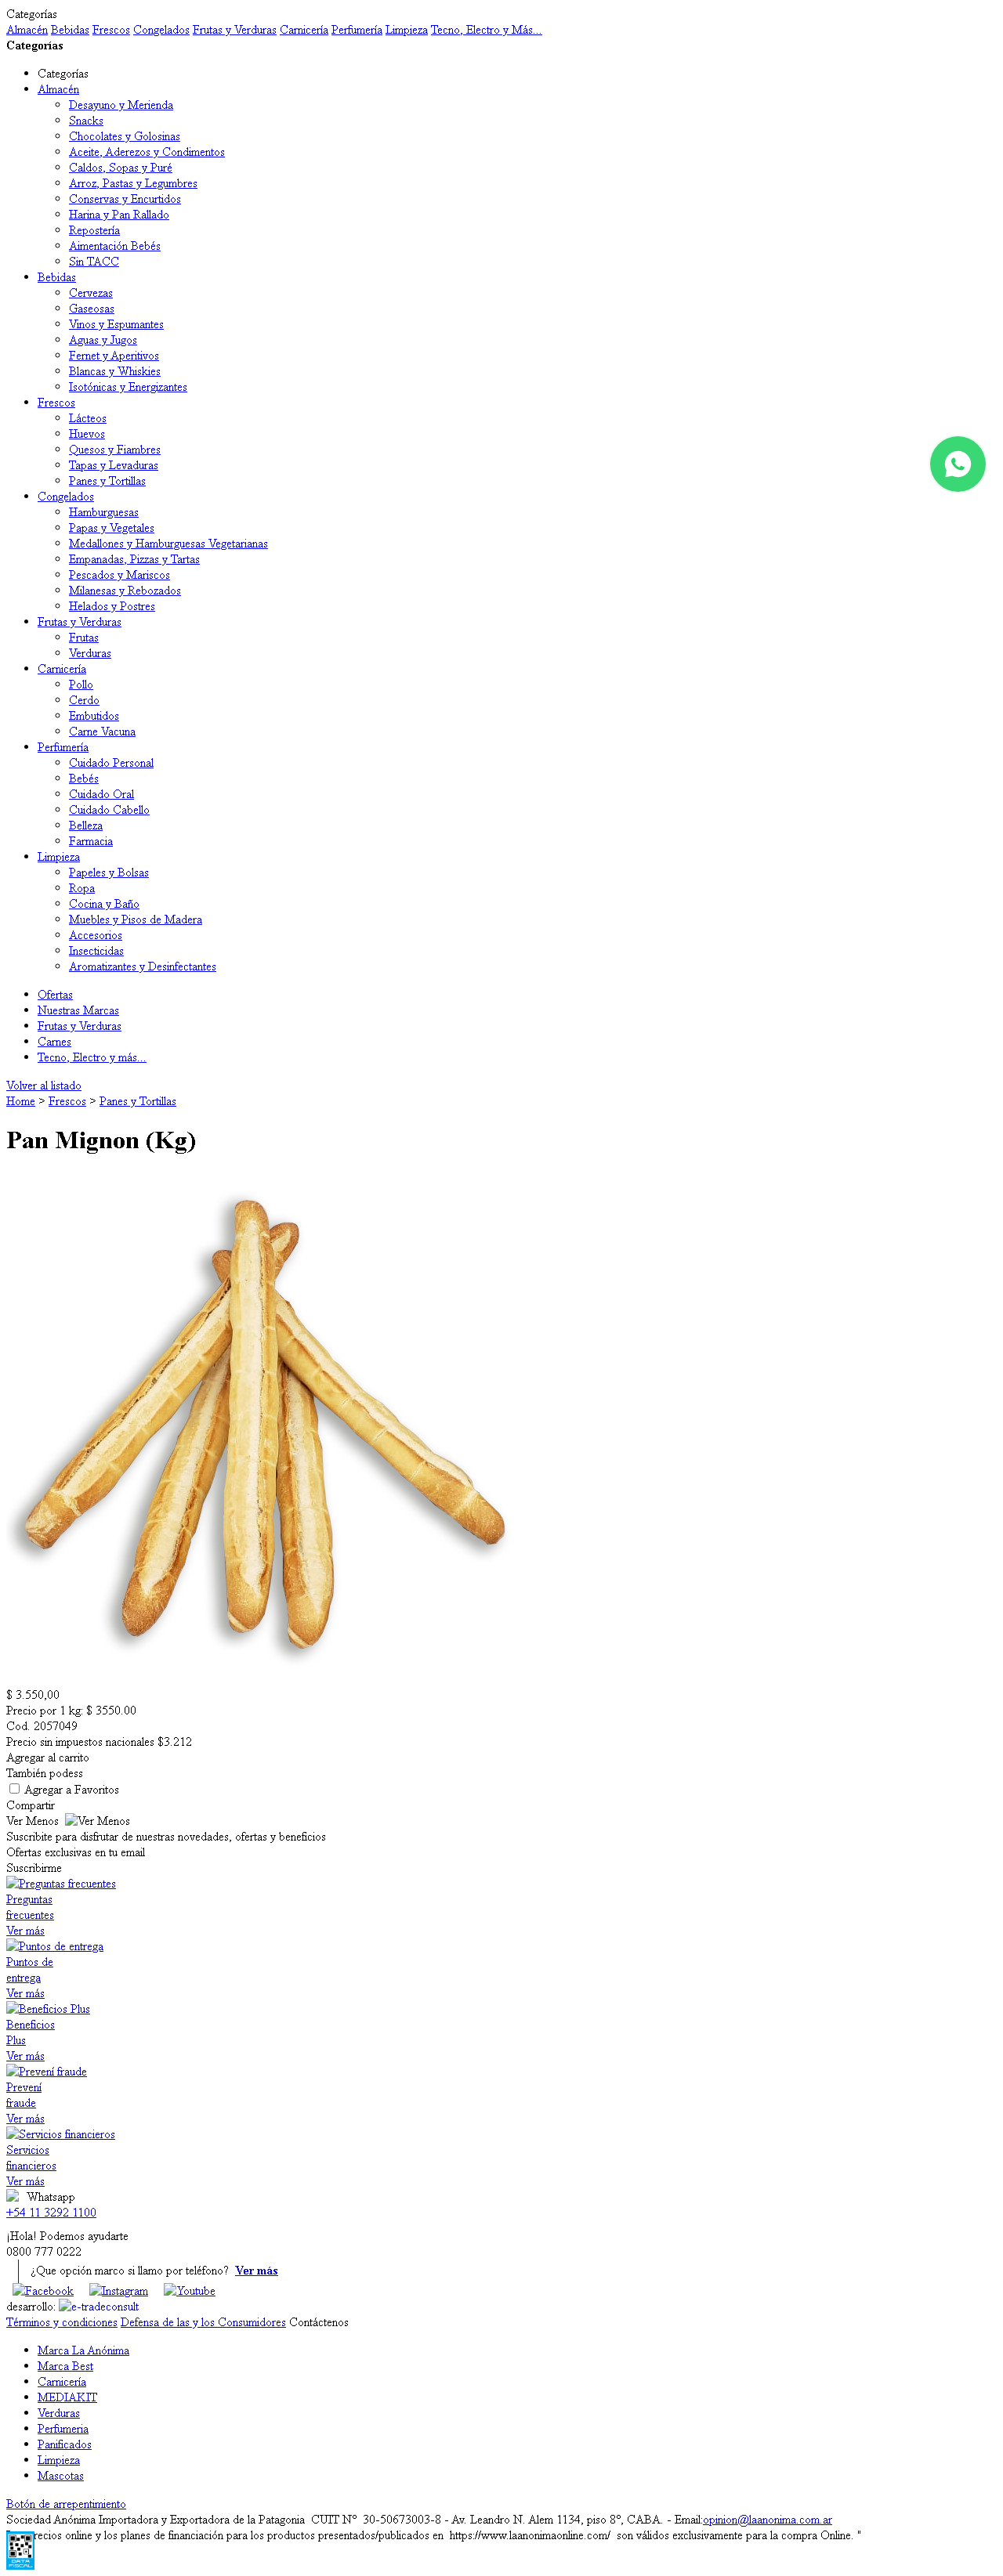 Categorías
Almacén Bebidas Frescos Congelados Frutas y Verduras Carnicería Perfumería Limpieza Tecno, Electro y Más...
Categorías
Categorías
Almacén
Desayuno y Merienda
Snacks
Chocolates y Golosinas
Aceite, Aderezos y Condimentos
Caldos, Sopas y Puré
Arroz, Pastas y Legumbres
Conservas y Encurtidos
Harina y Pan Rallado
Repostería
Aimentación Bebés
Sin TACC
Bebidas
Cervezas
Gaseosas
Vinos y Espumantes
Aguas y Jugos
Fernet y Aperitivos
Blancas y Whiskies
Isotónicas y Energizantes
Frescos
Lácteos
Huevos
Quesos y Fiambres
Tapas y Levaduras
Panes y Tortillas
Congelados
Hamburguesas
Papas y Vegetales
Medallones y Hamburguesas Vegetarianas
Empanadas, Pizzas y Tartas
Pescados y Mariscos
Milanesas y Rebozados
Helados y Postres
Frutas y Verduras
Frutas
Verduras
Carnicería
Pollo
Cerdo
Embutidos
Carne Vacuna
Perfumería
Cuidado Personal
Bebés
Cuidado Oral
Cuidado Cabello
Belleza
Farmacia
Limpieza
Papeles y Bolsas
Ropa
Cocina y Baño
Muebles y Pisos de Madera
Accesorios
Insecticidas
Aromatizantes y Desinfectantes
Ofertas
Nuestras Marcas
Frutas y Verduras
Carnes
Tecno, Electro y más...
Volver al listado
Home > Frescos > Panes y Tortillas
Pan Mignon (Kg)
$ 3.550,00
Precio por 1 kg: $ 3550.00
Cod. 2057049
Precio sin impuestos nacionales $3.212
Agregar al carrito
También podess
Agregar a Favoritos
Compartir
Ver Menos Ver Menos
Suscribite para disfrutar de nuestras novedades, ofertas y beneficios
Ofertas exclusivas en tu email
Suscribirme
Preguntas frecuentes
Preguntas
frecuentes
Ver más
Puntos de entrega
Puntos de
entrega
Ver más
Beneficios Plus
Beneficios
Plus
Ver más
Prevení fraude
Prevení
fraude
Ver más
Servicios financieros
Servicios
financieros
Ver más
Whatsapp
+54 11 3292 1100
¡Hola! Podemos ayudarte
0800 777 0222
¿Que opción marco si llamo por teléfono? Ver más
Facebook Instagram Youtube
desarrollo: e-tradeconsult
Términos y condiciones Defensa de las y los Consumidores Contáctenos
Marca La Anónima
Marca Best
Carnicería
MEDIAKIT
Verduras
Perfumeria
Panificados
Limpieza
Mascotas
Botón de arrepentimiento
Sociedad Anónima Importadora y Exportadora de la Patagonia CUIT Nº 30-50673003-8 - Av. Leandro N. Alem 1134, piso 8º, CABA. - Email:opinion@laanonima.com.ar
recios online y los planes de financiación para los productos presentados/publicados en https://www.laanonimaonline.com/ son válidos exclusivamente para la compra Online. "
DATA
FISCAL